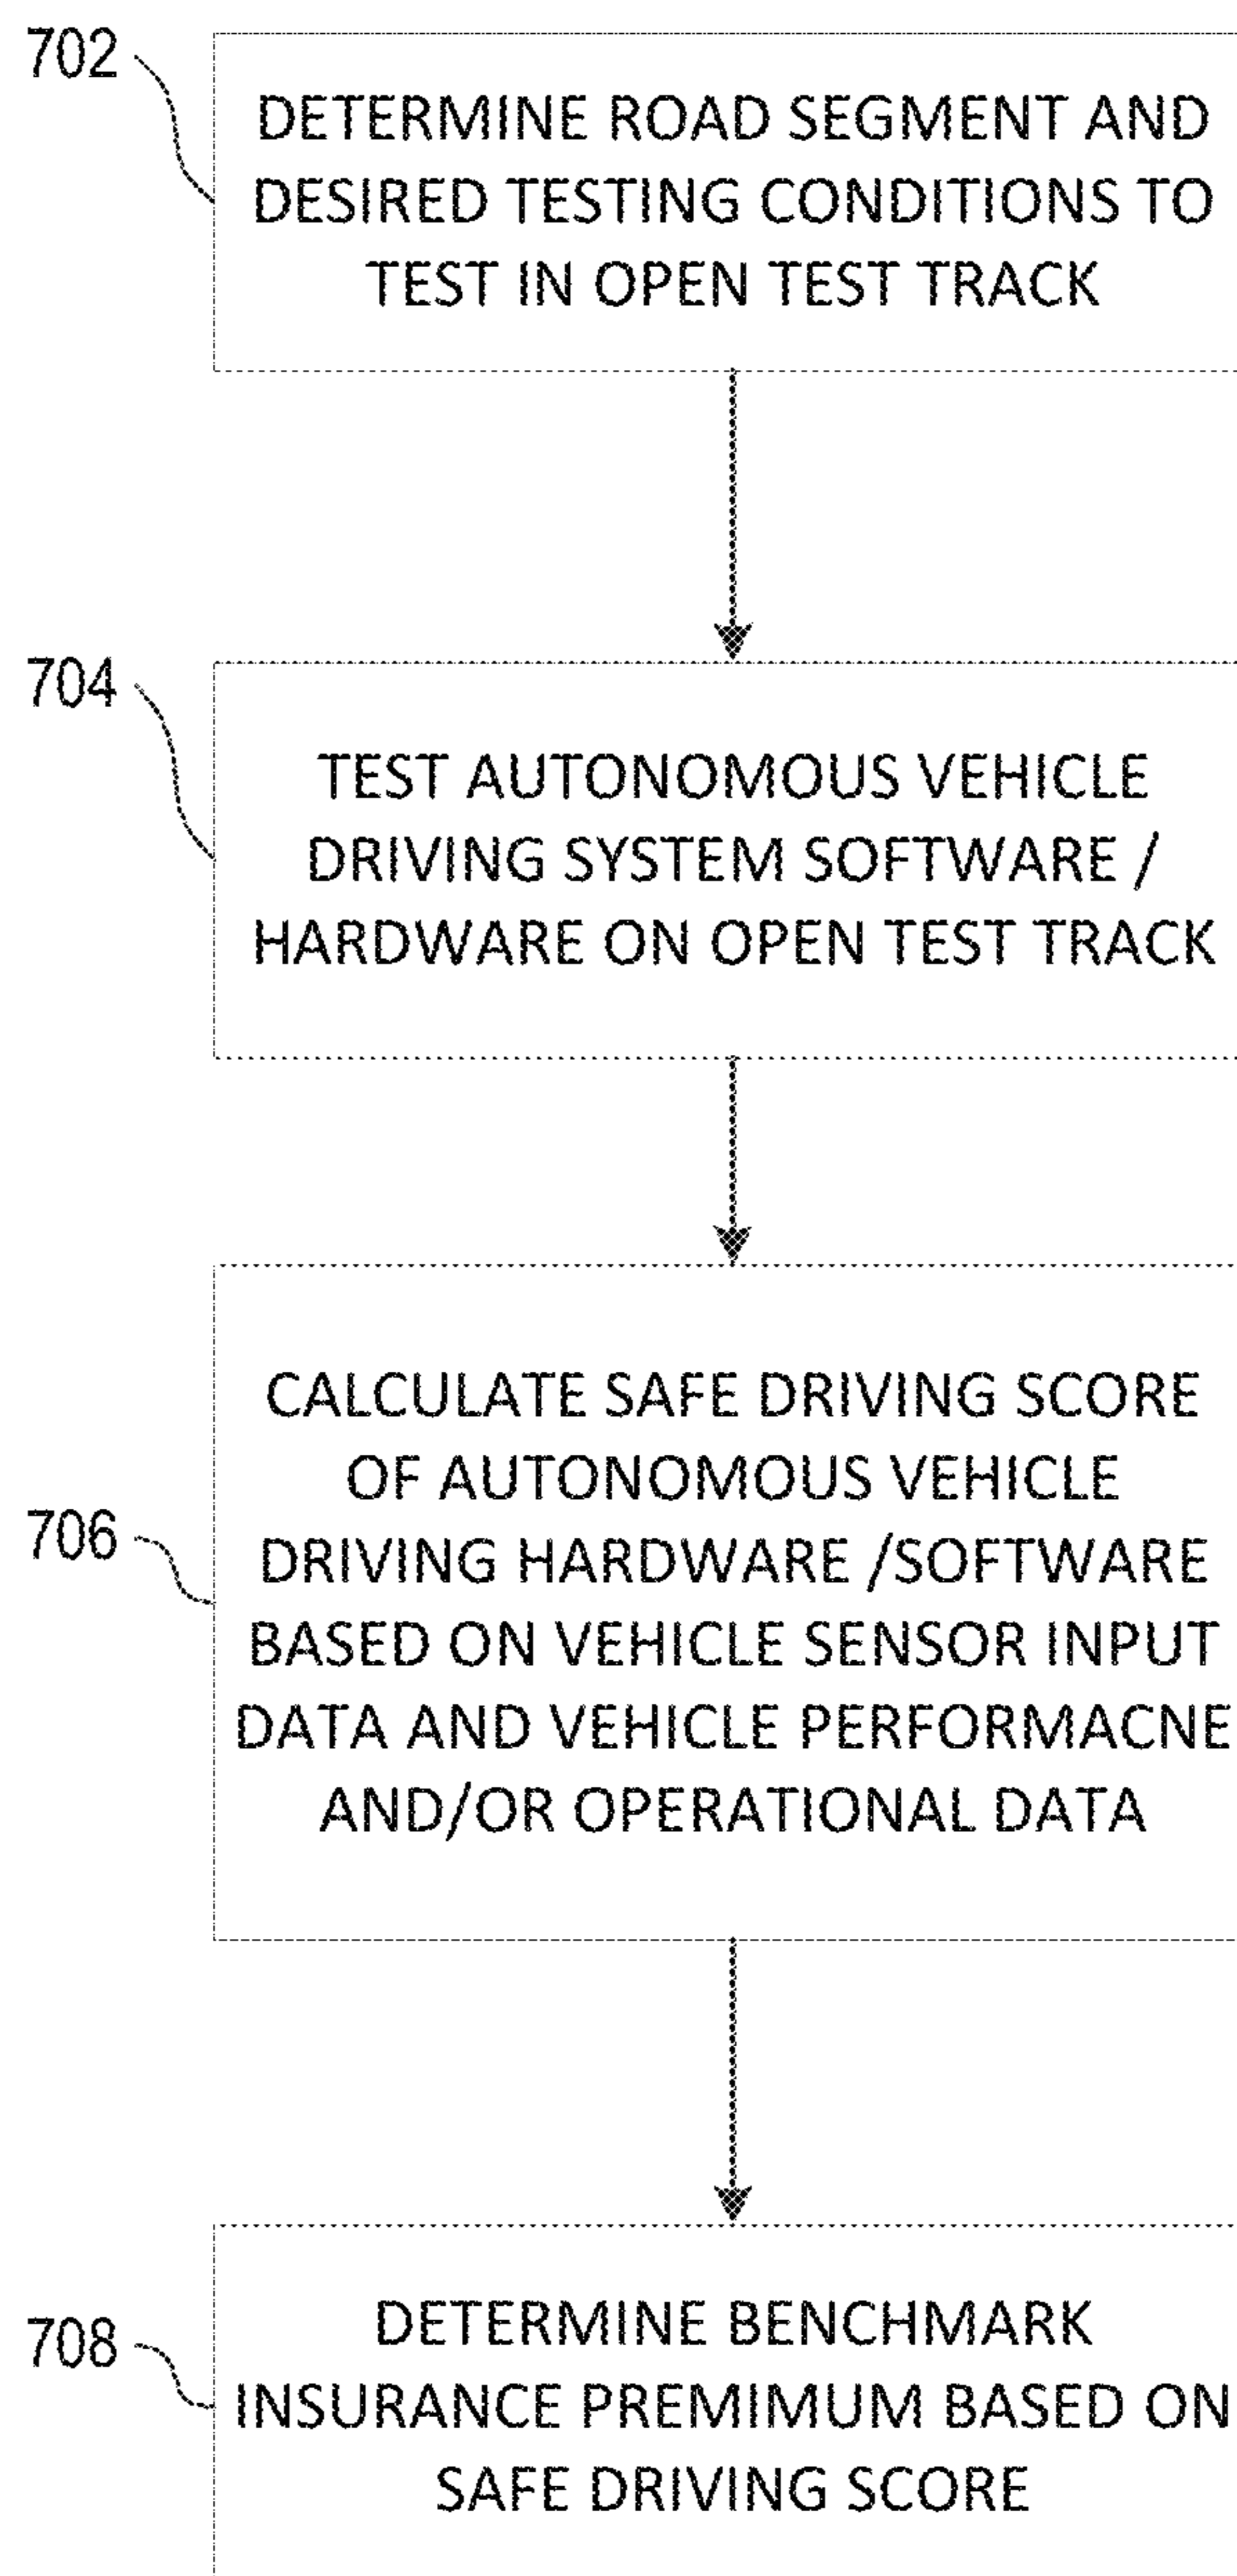 702
DETERMINE ROAD SEGMENT AND
DESIRED TESTING CONDITIONS TO
TEST IN OPEN TEST TRACK
704
TEST AUTONOMOUS VEHICLE
DRIVING SYSTEM SOFTWARE /
HARDWARE ON OPEN TEST TRACK
706
CALCULATE SAFE DRIVING SCORE
OF AUTONOMOUS VEHICLE
DRIVING HARDWARE /SOFTWARE
BASED ON VEHICLE SENSOR INPUT
DATA AND VEHICLE PERFORMACNE
AND/OR OPERATIONAL DATA
708
DETERMINE BENCHMARK
INSURANCE PREMIMUM BASED ON
SAFE DRIVING SCORE